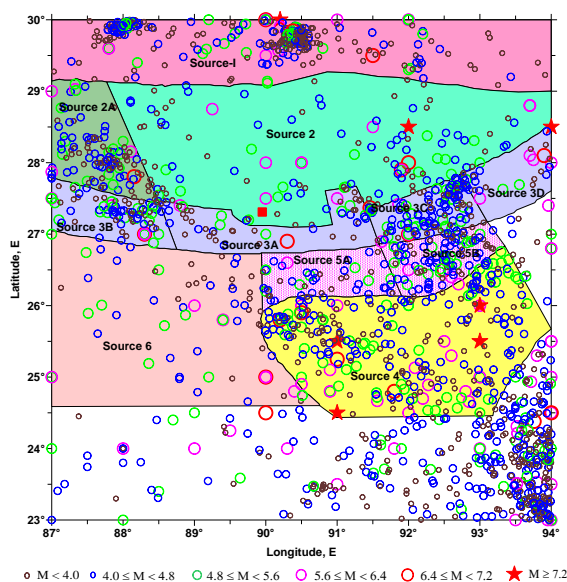 30°
29°
28°
27°
26°
25°
24°
23°
Latitude, E
Source-I
Source 2A
Source 2
Source 3D
Source 3C
Source 3B
Source 3A
Source 5A
Source 5B
Source 6
Source 4
87° 88° 89° 90° 91° 92° 93° 94°
Longitude, E
M < 4.0 4.0 ≤ M < 4.8 4.8 ≤ M < 5.6 5.6 ≤ M < 6.4 6.4 ≤ M < 7.2 M ≥ 7.2